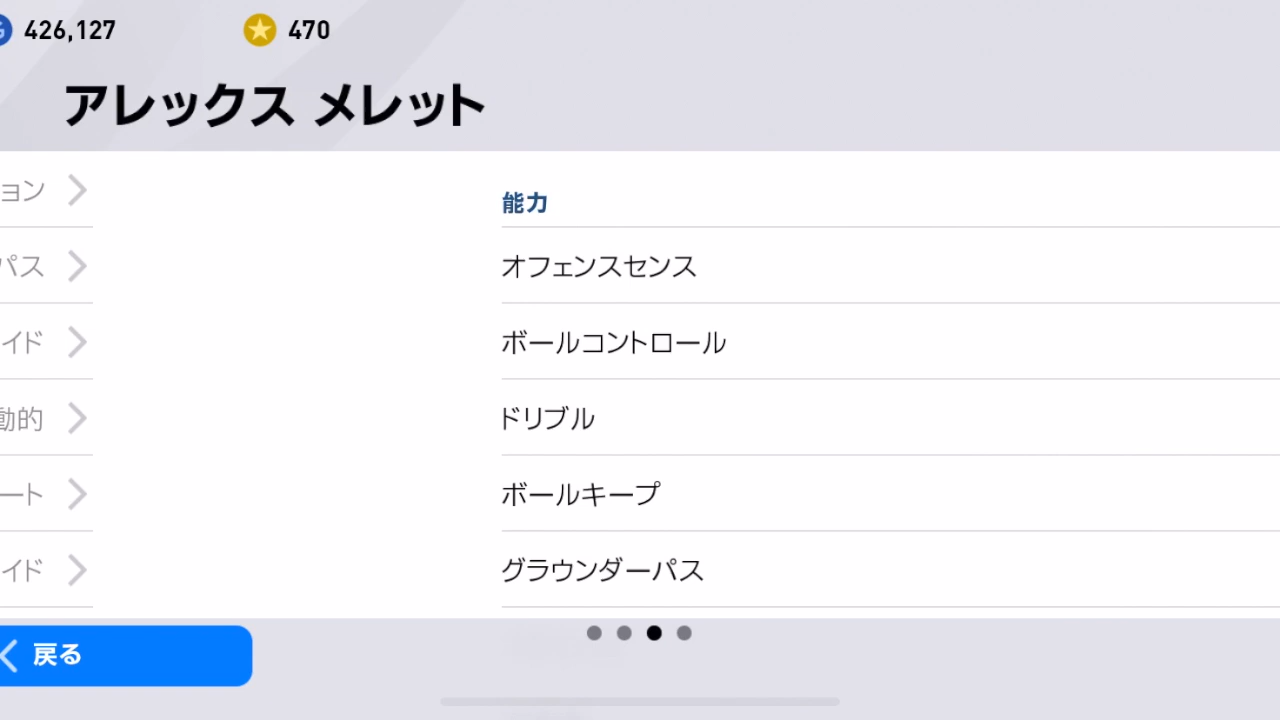 426,127
470
アレックス メレット
ョン
パス
イド
動的
ート
イド
能力
オフェンスセンス
ボールコントロール
ドリブル
ボールキープ
グラウンダーパス
戻る